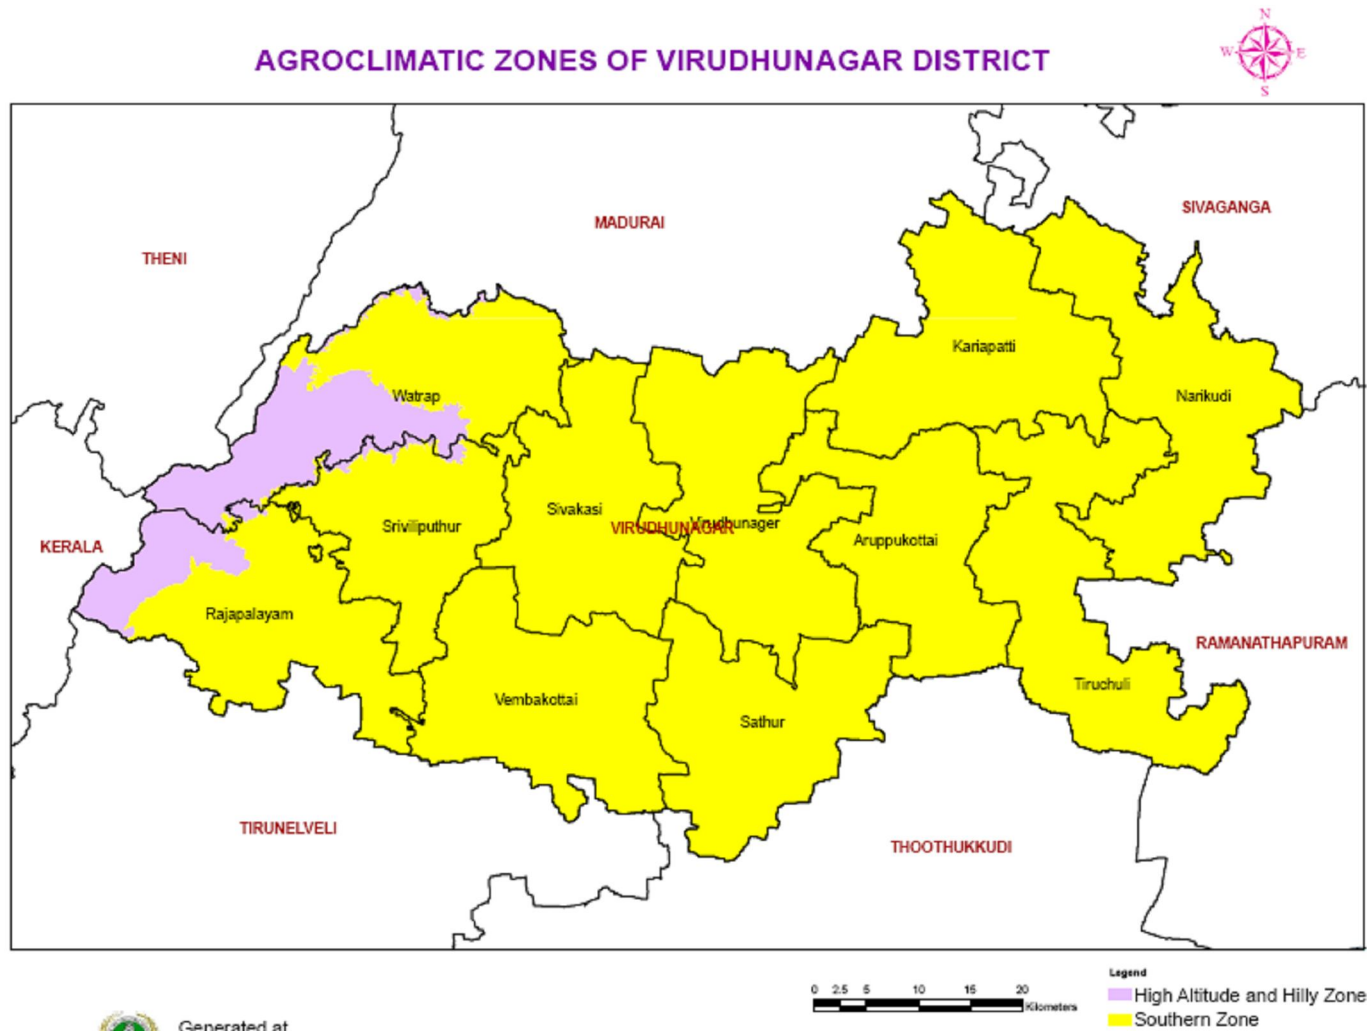 N
AGROCLIMATIC ZONES OF VIRUDHUNAGAR DISTRICT
W E
S
SIVAGANGA
MADURAI
THENI
Kariapatti
Watrap
Narikudi
Sivakasi
Sriviliputhur
VIRUDHUNAGAR
Virudhunager
Aruppukottai
KERALA
Rajapalayam
RAMANATHAPURAM
Tiruchuli
Vembakottai
Sathur
TIRUNELVELI
THOOTHUKKUDI
Legend
0 2.5 5 10 15 20
Kilometers
High Altitude and Hilly Zone
Southern Zone
Generated at